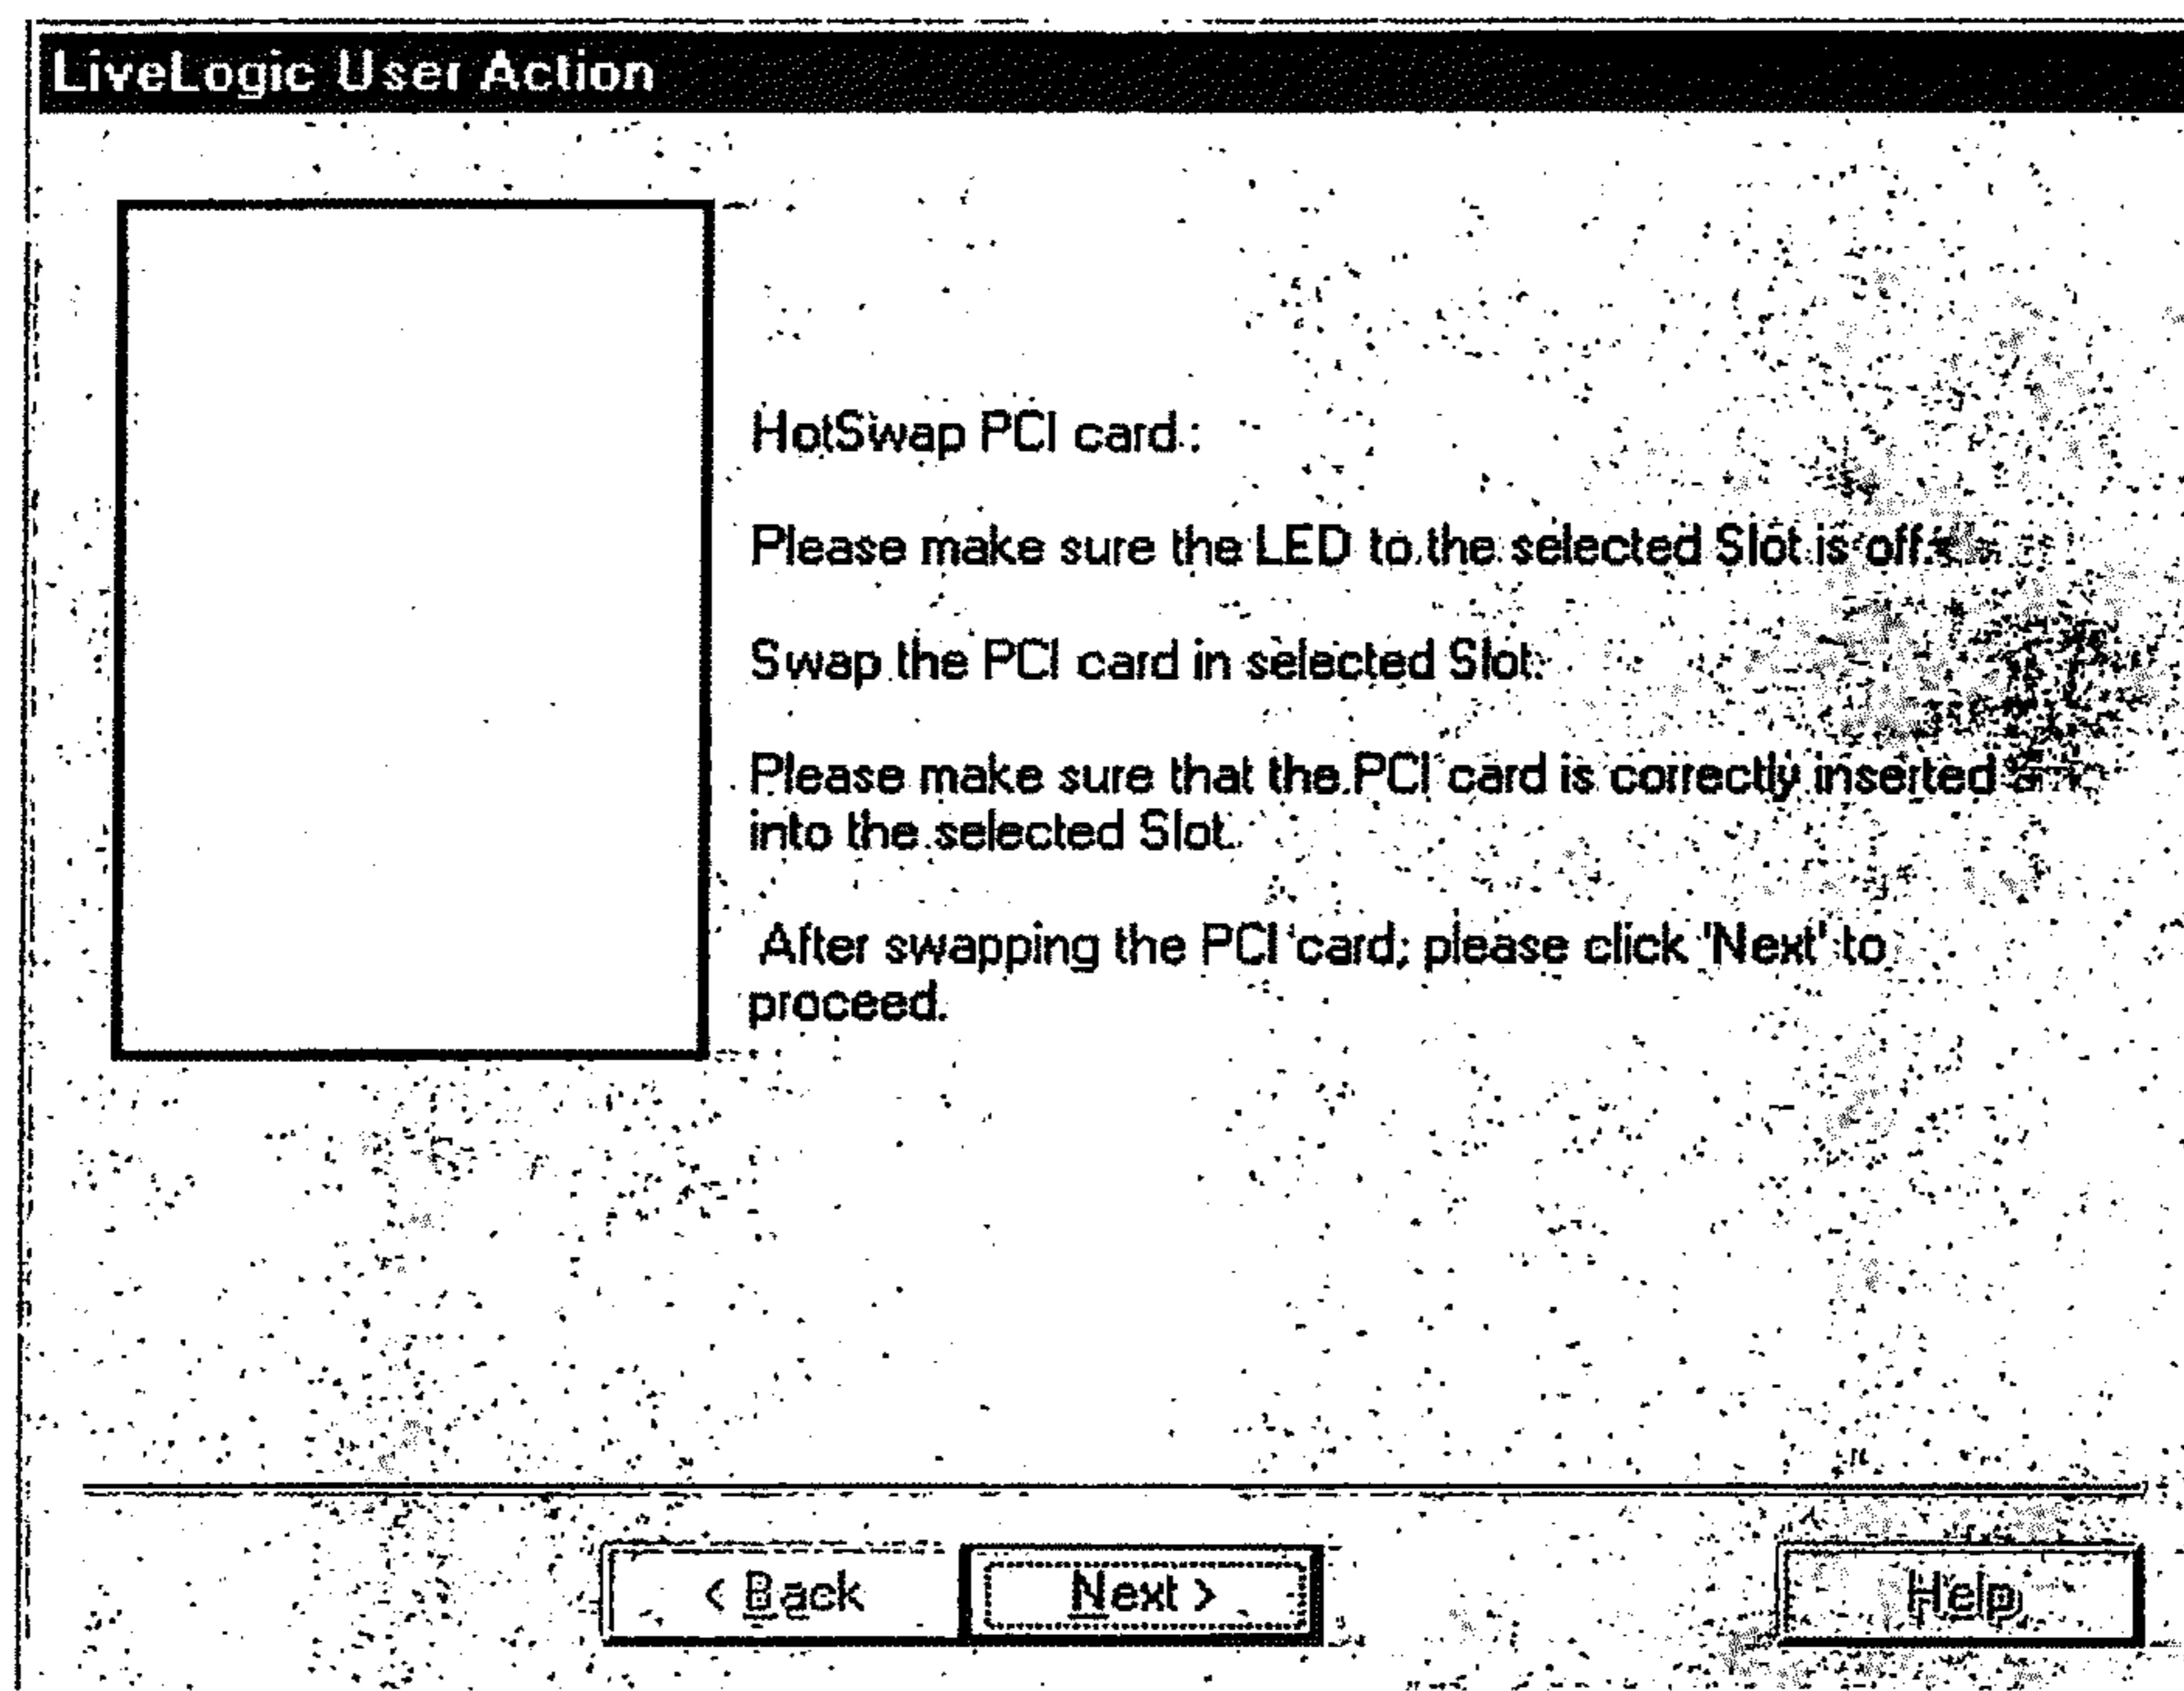 LiveLogic User Action
HotSwap PCI card :
Please make sure the LED to the selected Slot is off.
Swap the PCI card in selected Slot.
Please make sure that the PCI card is correctly inserted
into the selected Slot.
After swapping the PCI card, please click 'Next' to
proceed.
< Back
Next >
Help